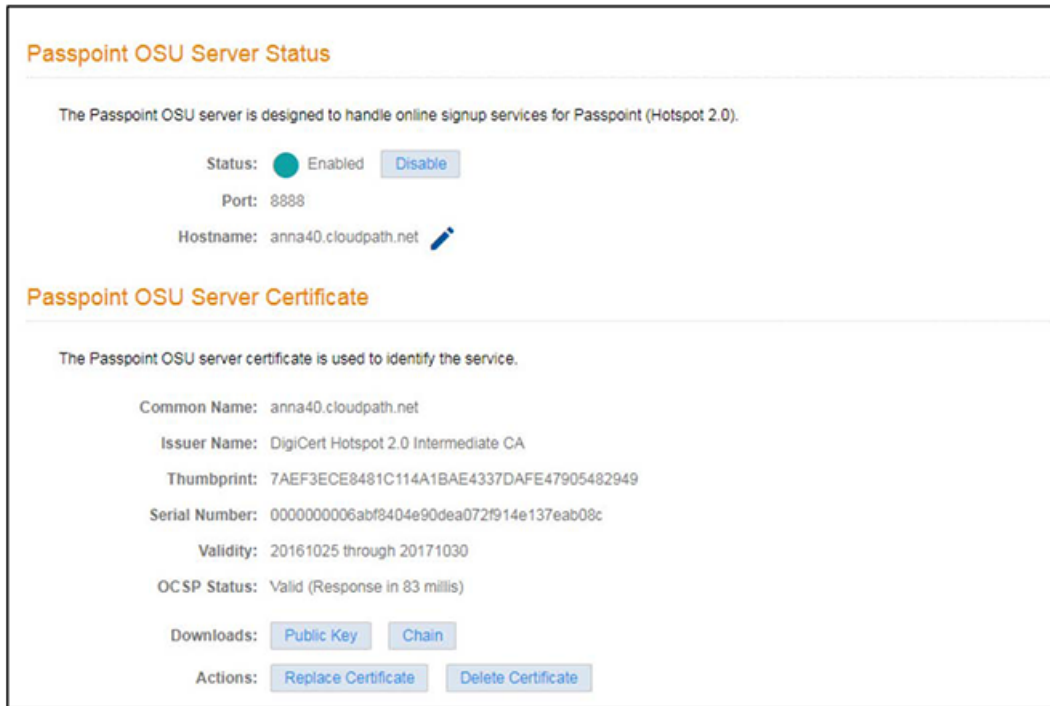 Passpoint OSU Server Status
The Passpoint OSU server is designed to handle online signup services for Passpoint (Hotspot 2.0).
Status: Enabled Disable
Port: 8888
Hostname: anna40.cloudpath.net
Passpoint OSU Server Certificate
The Passpoint OSU server certificate is used to identify the service.
Common Name: anna40.cloudpath.net
Issuer Name: DigiCert Hotspot 2.0 Intermediate CA
Thumbprint: 7AEF3ECE8481C114A1BAE4337DAFE47905482949
Serial Number: 0000000006abf8404e90dea072f914e137eab08c
Validity: 20161025 through 20171030
OCSP Status: Valid (Response in 83 millis)
Downloads: Public Key Chain
Actions: Replace Certificate Delete Certificate